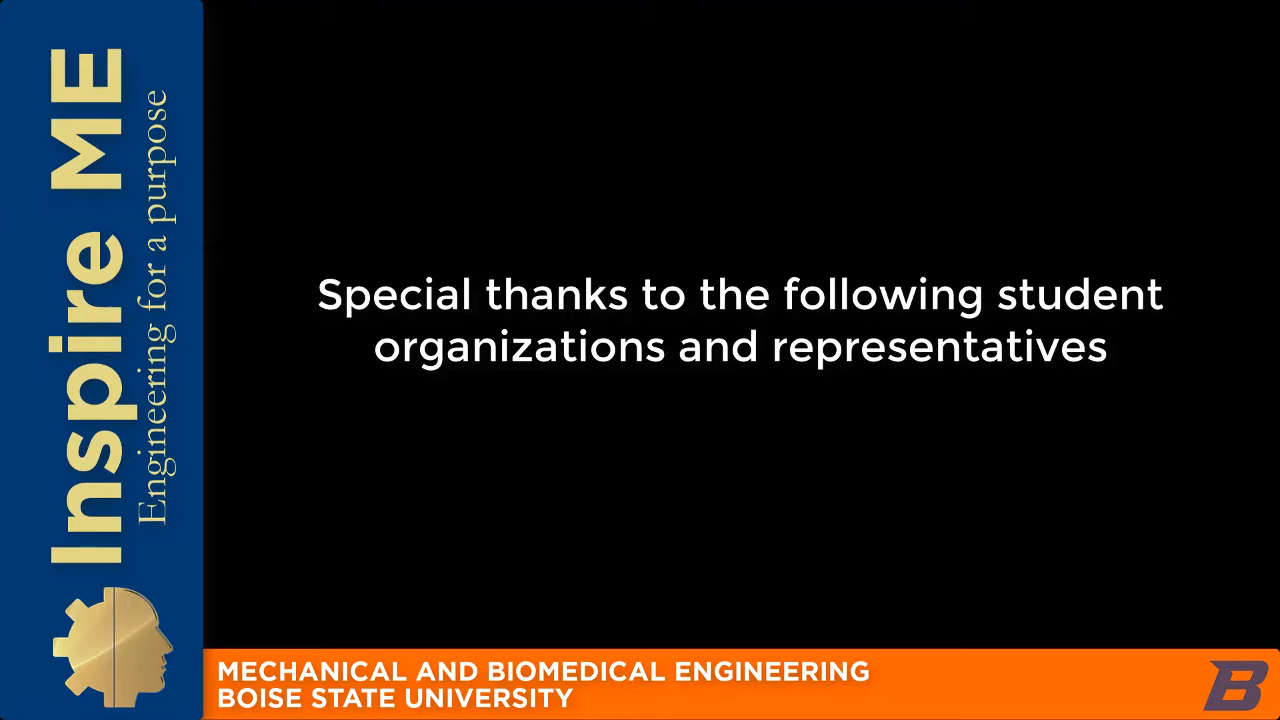 Inspire ME
Engineering for a purpose
Special thanks to the following student
organizations and representatives
MECHANICAL AND BIOMEDICAL ENGINEERING
BOISE STATE UNIVERSITY
B